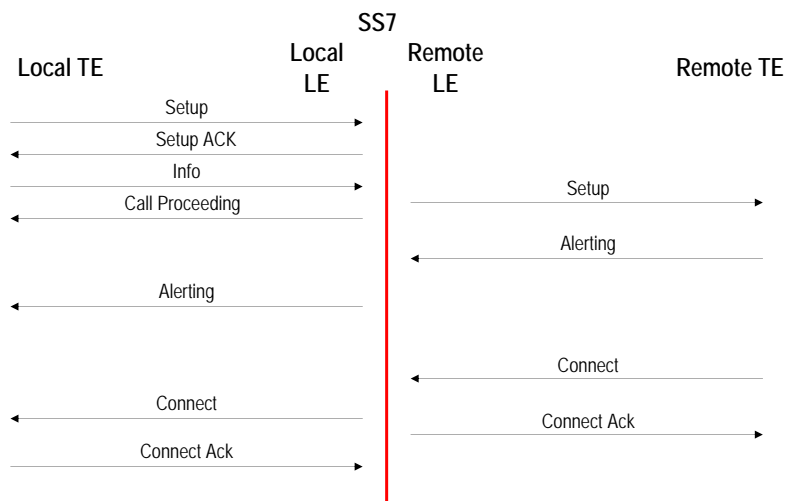 SS7
Local TE
Local
LE
Remote
LE
Remote TE
Setup
Setup ACK
Info
Setup
Call Proceeding
Alerting
Alerting
Connect
Connect
Connect Ack
Connect Ack